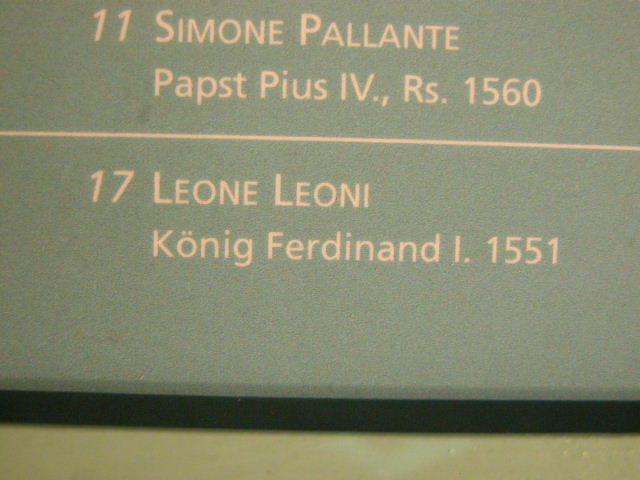 11 SIMONE PALLANTE
Papst Pius IV., Rs. 1560
17 LEONE LEONI
König Ferdinand I. 1551